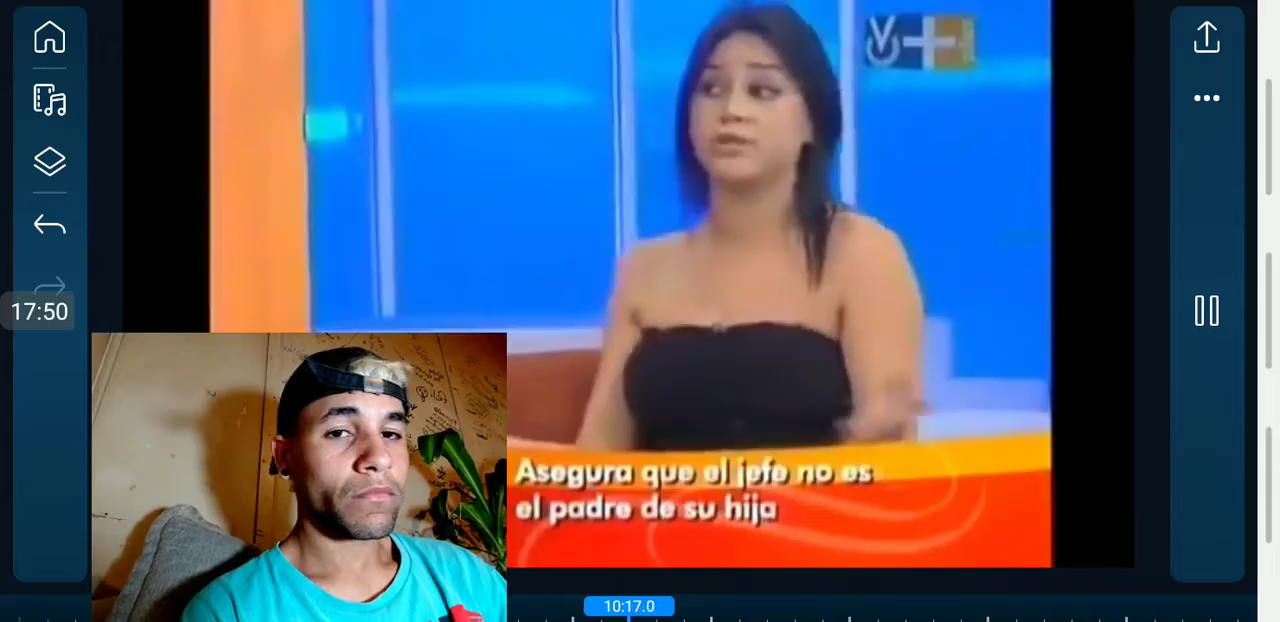 V+
17:50
Asegura que el jefe no es
el padre de su hija
10:17.0